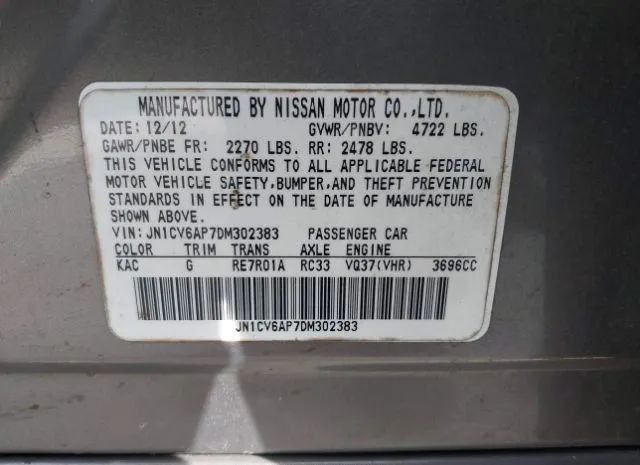 MANUFACTURED BY NISSAN MOTOR CO.,LTD.
DATE: 12/12 GVWR/PNBV: 4722 LBS.
GAWR/PNBE FR: 2270 LBS. RR: 2478 LBS.
THIS VEHICLE CONFORMS TO ALL APPLICABLE FEDERAL
MOTOR VEHICLE SAFETY,BUMPER,AND THEFT PREVENTION
STANDARDS IN EFFECT ON THE DATE OF MANUFACTURE
SHOWN ABOVE.
VIN: JN1CV6AP7DM302383 PASSENGER CAR
COLOR TRIM TRANS AXLE ENGINE
KAC G RE7R01A RC33 VQ37(VHR) 3696CC
JN1CV6AP7DM302383